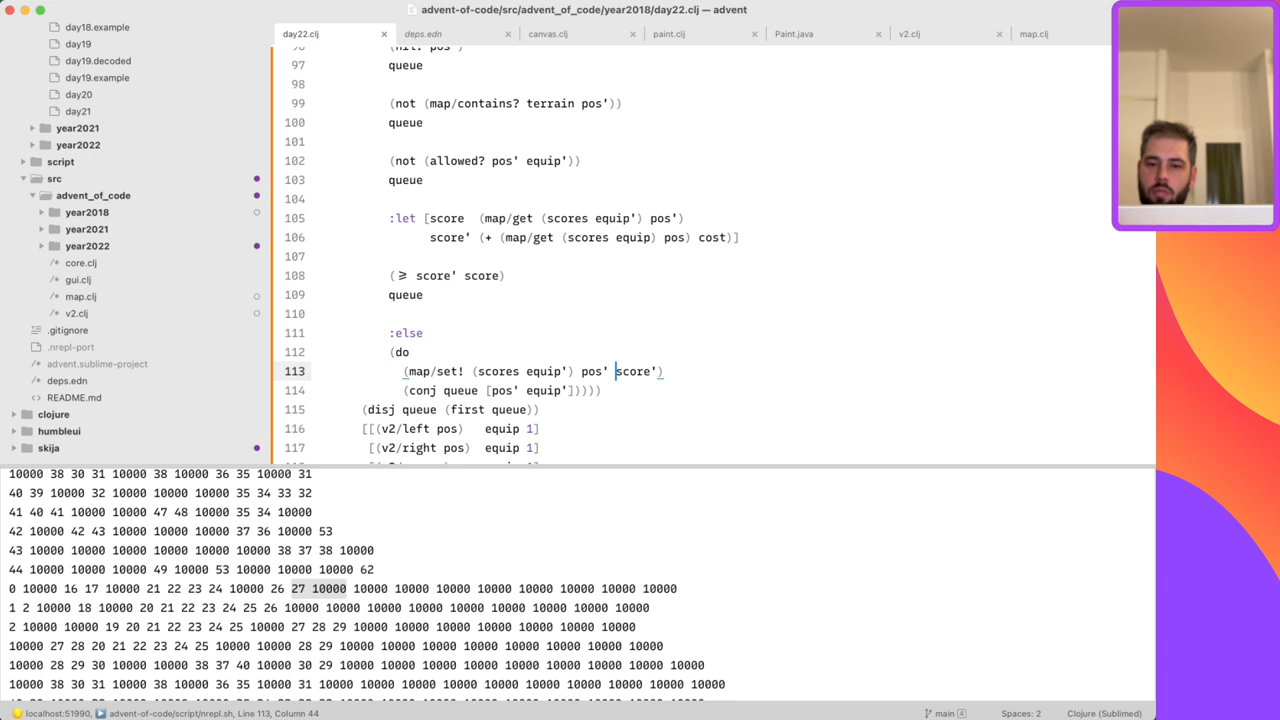 advent-of-code/src/advent_of_code/year2018/day22.clj — advent
day22.clj
deps.edn
canvas.clj
paint.clj
Paint.java
v2.clj
map.clj
day18.example
day19
day19.decoded
day19.example
day20
day21
year2021
year2022
script
src
advent_of_code
year2018
year2021
year2022
core.clj
gui.clj
map.clj
v2.clj
.gitignore
.nrepl-port
advent.sublime-project
deps.edn
README.md
clojure
humbleui
skija
97 queue
98
99 (not (map/contains? terrain pos'))
100 queue
101
102 (not (allowed? pos' equip'))
103 queue
104
105 :let [score (map/get (scores equip') pos')
106 score' (+ (map/get (scores equip) pos) cost)]
107
108 (≥ score' score)
109 queue
110
111 :else
112 (do
113 (map/set! (scores equip') pos' score')
114 (conj queue [pos' equip']))))
115 (disj queue (first queue))
116 [[(v2/left pos) equip 1]
117 [(v2/right pos) equip 1]
10000 38 30 31 10000 38 10000 36 35 10000 31
40 39 10000 32 10000 10000 10000 35 34 33 32
41 40 41 10000 10000 47 48 10000 35 34 10000
42 10000 42 43 10000 10000 10000 37 36 10000 53
43 10000 10000 10000 10000 10000 10000 38 37 38 10000
44 10000 10000 10000 49 10000 53 10000 10000 10000 62
0 10000 16 17 10000 21 22 23 24 10000 26 27 10000 10000 10000 10000 10000 10000 10000 10000 10000
1 2 10000 18 10000 20 21 22 23 24 25 26 10000 10000 10000 10000 10000 10000 10000 10000 10000
2 10000 10000 19 20 21 22 23 24 25 10000 27 28 29 10000 10000 10000 10000 10000 10000 10000
10000 27 28 20 21 22 23 24 25 10000 10000 28 29 10000 10000 10000 10000 10000 10000 10000 10000
10000 28 29 30 10000 10000 38 37 40 10000 30 29 10000 10000 10000 10000 10000 10000 10000 10000 10000
10000 38 30 31 10000 38 10000 36 35 10000 31 10000 10000 10000 10000 10000 10000 10000 10000 10000 10000
localhost:51990, advent-of-code/script/nrepl.sh, Line 113, Column 44
main 4
Spaces: 2
Clojure (Sublimed)